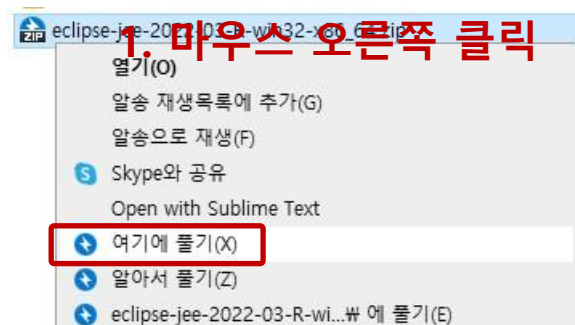 eclipse-jee-2022-03-R-win32-x86_64.zip
1. 마우스 오른쪽 클릭
열기(O)
알송 재생목록에 추가(G)
알송으로 재생(F)
Skype와 공유
Open with Sublime Text
여기에 풀기(X)
알아서 풀기(Z)
eclipse-jee-2022-03-R-wi...₩ 에 풀기(E)